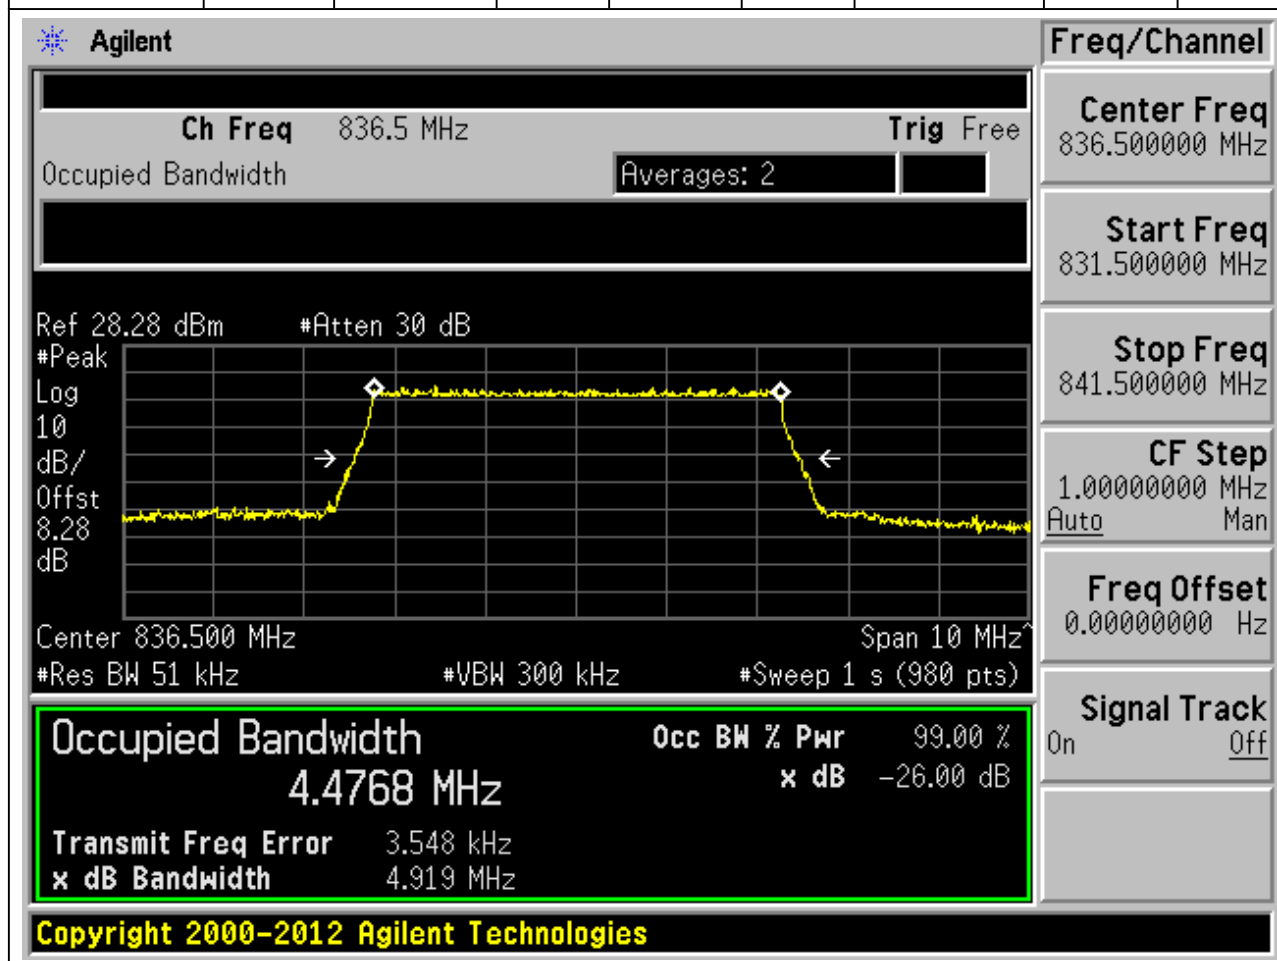 Agilent
Freq/Channel
Ch Freq 836.5 MHz Trig Free
Occupied Bandwidth Averages: 2
Center Freq
836.500000 MHz
Start Freq
831.500000 MHz
Stop Freq
841.500000 MHz
CF Step
1.00000000 MHz
Auto Man
Freq Offset
0.00000000 Hz
Signal Track
On Off
Ref 28.28 dBm #Atten 30 dB
#Peak
Log
10
dB/
Offst
8.28
dB
Center 836.500 MHz Span 10 MHz^
#Res BW 51 kHz #VBW 300 kHz #Sweep 1 s (980 pts)
Occupied Bandwidth Occ BW % Pwr 99.00 %
4.4768 MHz x dB -26.00 dB
Transmit Freq Error 3.548 kHz
x dB Bandwidth 4.919 MHz
Copyright 2000-2012 Agilent Technologies